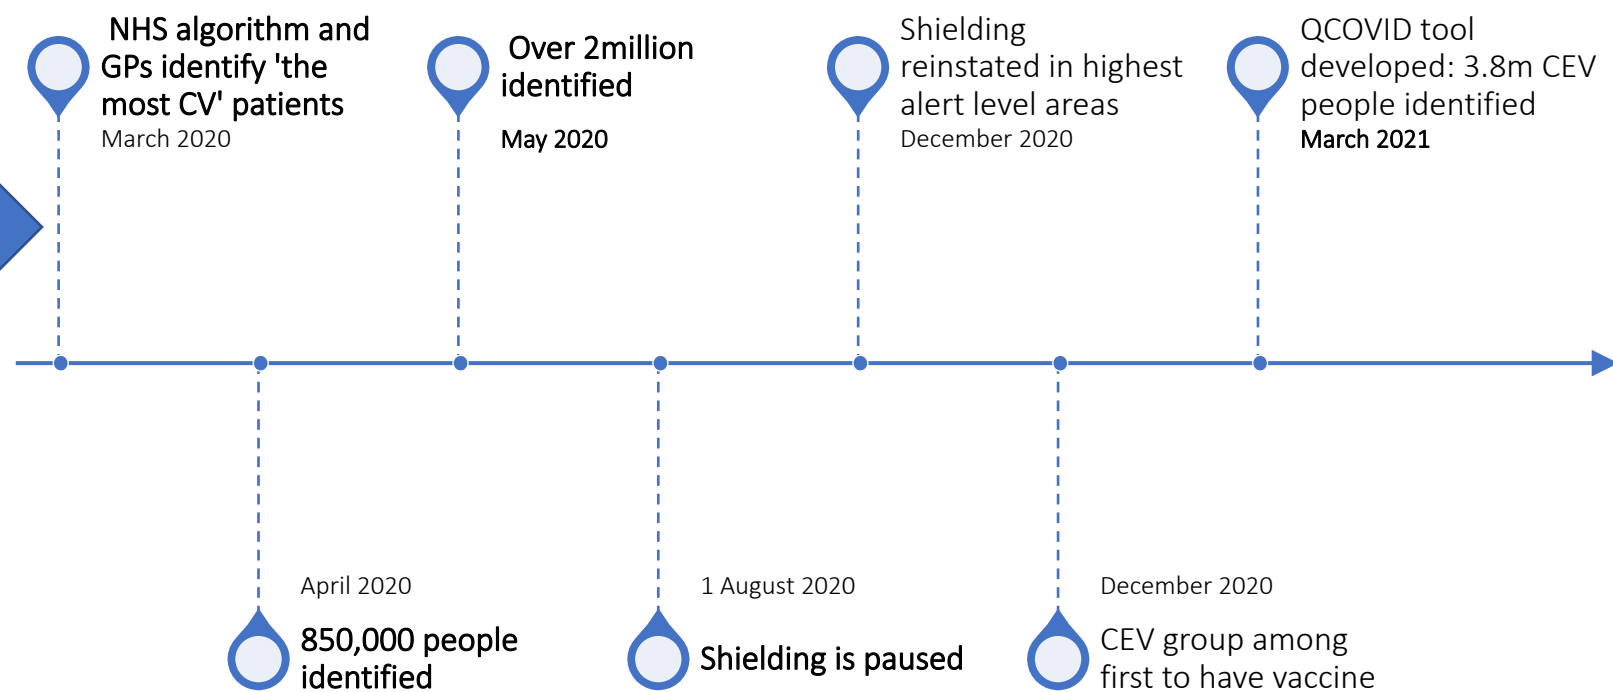 NHS algorithm and
GPs identify 'the
most CV' patients
March 2020
April 2020
850,000 people
identified
Over 2million
identified
May 2020
1 August 2020
Shielding is paused
Shielding
reinstated in highest
alert level areas
December 2020
December 2020
CEV group among
first to have vaccine
QCOVID tool
developed: 3.8m CEV
people identified
March 2021